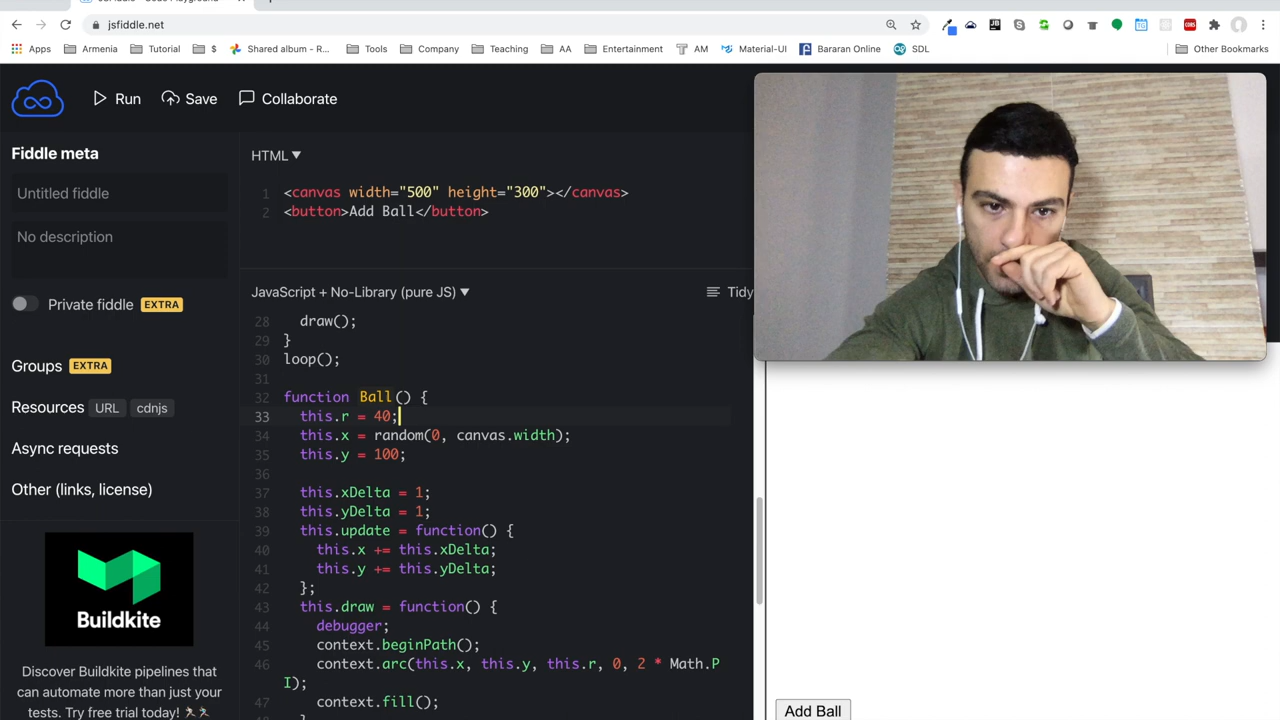 jsfiddle.net
Apps
Armenia
Tutorial
$
Shared album - R...
Tools
Company
Teaching
AA
Entertainment
AM
Material-UI
Bararan Online
SDL
Other Bookmarks
Run
Save
Collaborate
Fiddle meta
Untitled fiddle
No description
Private fiddle EXTRA
Groups EXTRA
Resources URL cdnjs
Async requests
Other (links, license)
Buildkite
Discover Buildkite pipelines that
can automate more than just your
tests. Try free trial today!
HTML
1 <canvas width="500" height="300"></canvas>
2 <button>Add Ball</button>
JavaScript + No-Library (pure JS)
Tidy
28 draw();
29 }
30 loop();
31
32 function Ball() {
33 this.r = 40;
34 this.x = random(0, canvas.width);
35 this.y = 100;
36
37 this.xDelta = 1;
38 this.yDelta = 1;
39 this.update = function() {
40 this.x += this.xDelta;
41 this.y += this.yDelta;
42 };
43 this.draw = function() {
44 debugger;
45 context.beginPath();
46 context.arc(this.x, this.y, this.r, 0, 2 * Math.P
I);
47 context.fill();
Add Ball